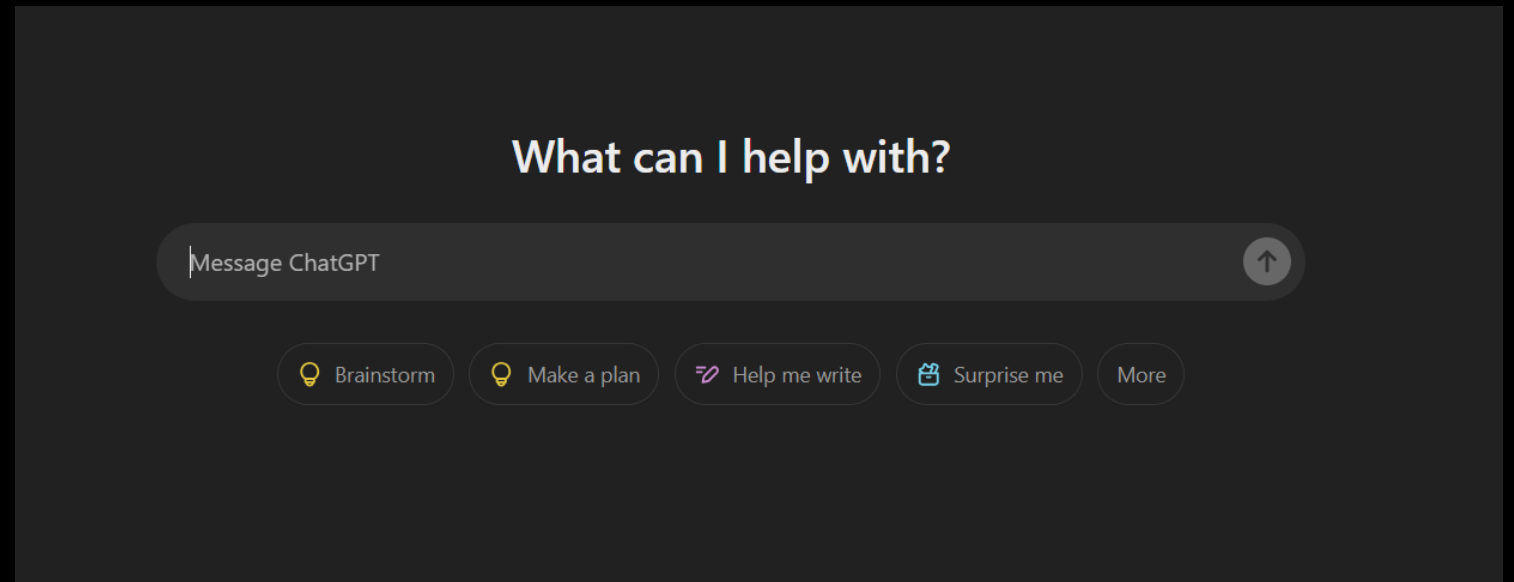 What can I help with?
Message ChatGPT
Brainstorm Make a plan Help me write Surprise me More